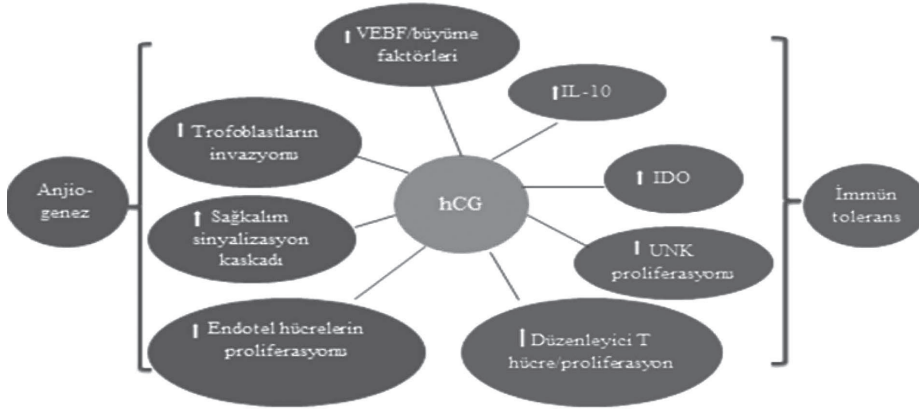 ↑ VEBF/büyüme
faktörleri
↑ IL-10
↑ Trofoblastların
invazyonu
Anjio-
genez
hCG
↑ IDO
İmmün
tolerans
↑ Sağkalım
sinyalizasyon
kaskadı
↑ UNK
proliferasyonu
↑ Endotel hücrelerin
proliferasyonu
↑ Düzenleyici T
hücre/proliferasyon